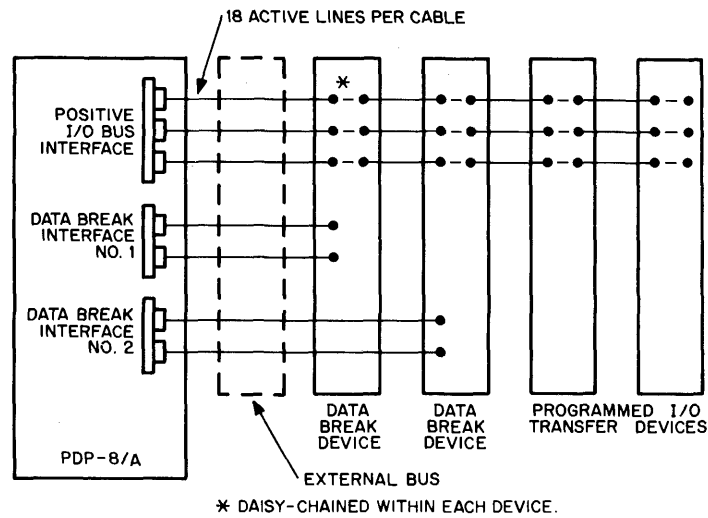 18 ACTIVE LINES PER CABLE
POSITIVE
I/O BUS
INTERFACE
*
DATA BREAK
INTERFACE
NO. 1
DATA BREAK
INTERFACE
NO. 2
PDP-8/A
DATA
BREAK
DEVICE
DATA
BREAK
DEVICE
PROGRAMMED I/O
TRANSFER DEVICES
EXTERNAL BUS
* DAISY-CHAINED WITHIN EACH DEVICE.